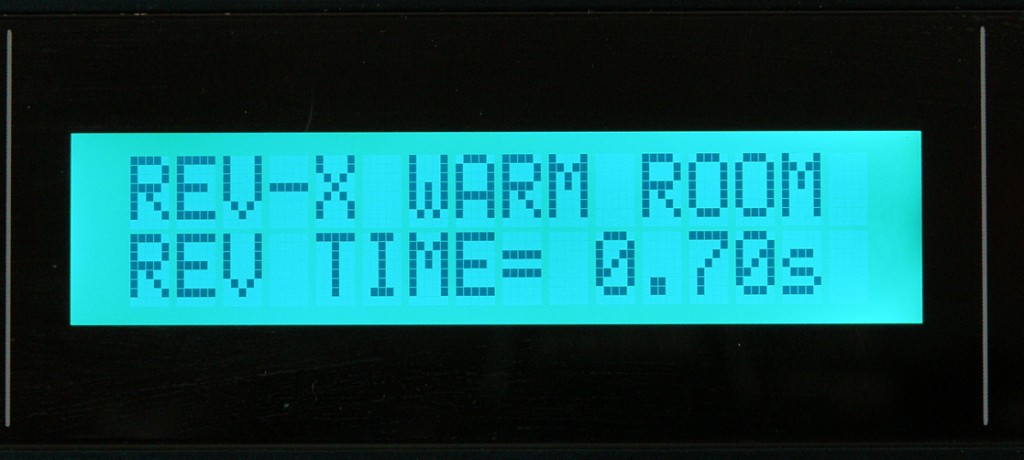 REV-X WARM ROOM
REV TIME= 0.70s